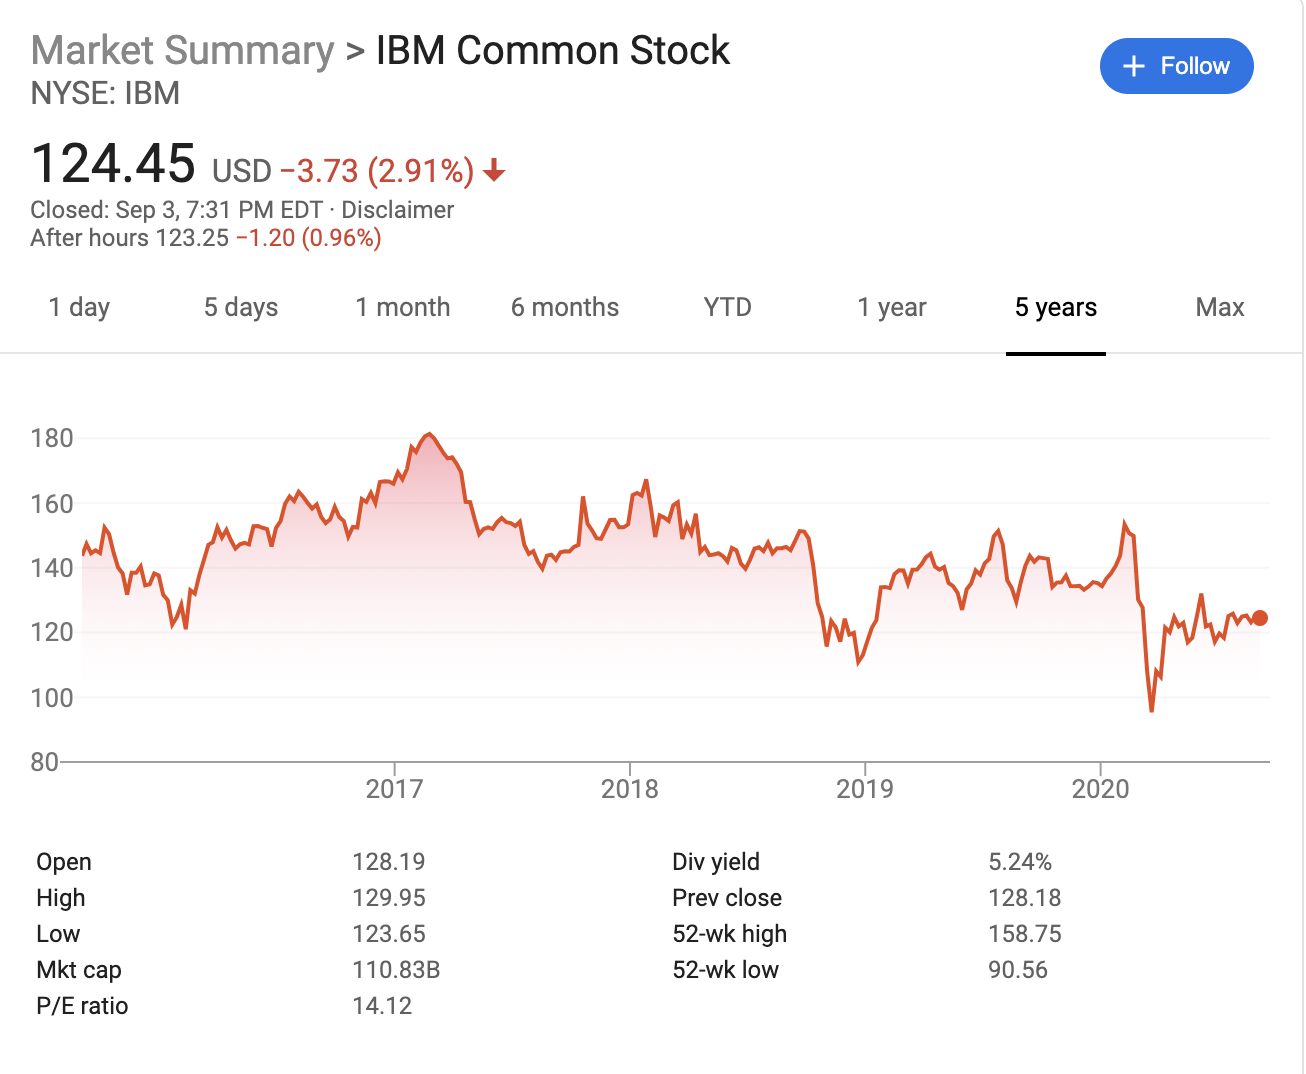 Market Summary > IBM Common Stock
NYSE: IBM
+ Follow
124.45 USD −3.73 (2.91%) ↓
Closed: Sep 3, 7:31 PM EDT · Disclaimer
After hours 123.25 −1.20 (0.96%)
1 day 5 days 1 month 6 months YTD 1 year 5 years Max
180
160
140
120
100
80
2017 2018 2019 2020
Open 128.19 Div yield 5.24%
High 129.95 Prev close 128.18
Low 123.65 52-wk high 158.75
Mkt cap 110.83B 52-wk low 90.56
P/E ratio 14.12